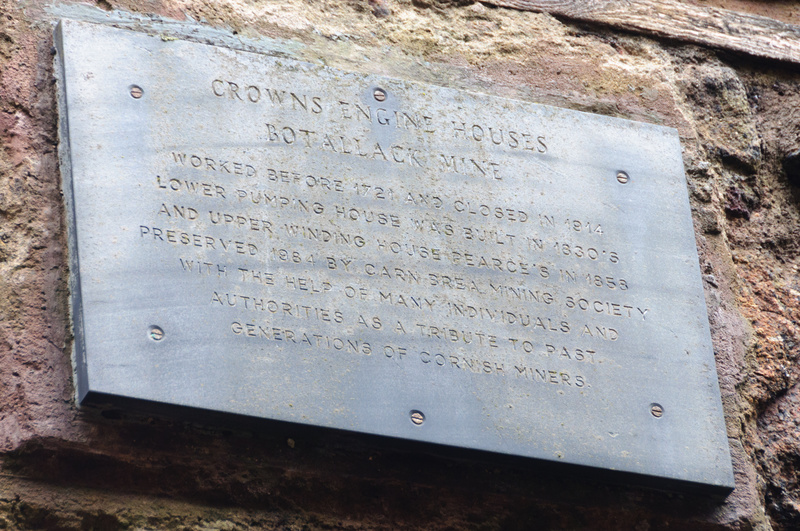 CROWNS ENGINE HOUSES
BOTALLACK MINE
WORKED BEFORE 1721 AND CLOSED IN 1914
LOWER PUMPING HOUSE WAS BUILT IN 1830'S
AND UPPER WINDING HOUSE PEARCE'S IN 1858
PRESERVED 1984 BY CARN BREA MINING SOCIETY
WITH THE HELP OF MANY INDIVIDUALS AND
AUTHORITIES AS A TRIBUTE TO PAST
GENERATIONS OF CORNISH MINERS.